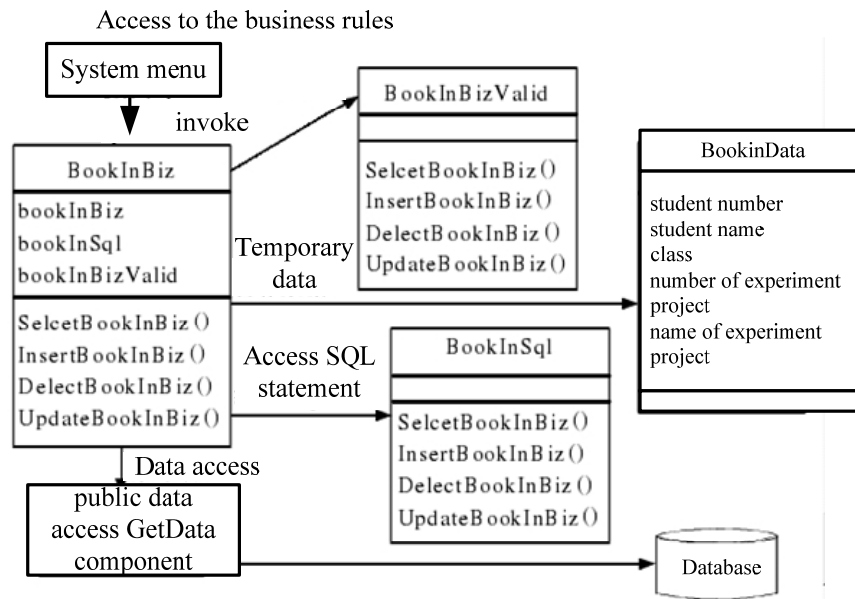 Access to the business rules
System menu
invoke
BookInBiz
bookInBiz
bookInSql
bookInBizValid
SelcetBookInBiz()
InsertBookInBiz()
DelectBookInBiz()
UpdateBookInBiz()
BookInBizValid
SelcetBookInBiz()
InsertBookInBiz()
DelectBookInBiz()
UpdateBookInBiz()
Temporary
data
BookinData
student number
student name
class
number of experiment
project
name of experiment
project
Access SQL
statement
BookInSql
SelcetBookInBiz()
InsertBookInBiz()
DelectBookInBiz()
UpdateBookInBiz()
Data access
public data
access GetData
component
Database